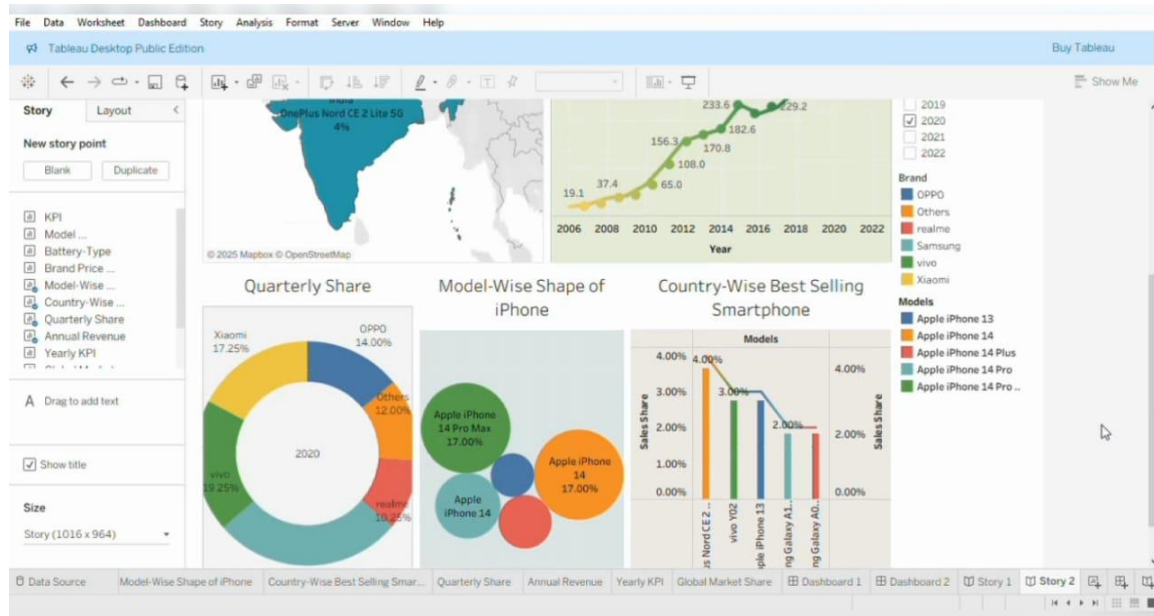 File Data Worksheet Dashboard Story Analysis Format Server Window Help
Tableau Desktop Public Edition
Buy Tableau
Show Me
Story Layout
New story point
Blank Duplicate
KPI
Model ...
Battery-Type
Brand Price ...
Model-Wise ...
Country-Wise ...
Quarterly Share
Annual Revenue
Yearly KPI
A Drag to add text
Show title
Size
Story (1016 x 964)
India
OnePlus Nord CE 2 Lite 5G
4%
© 2025 Mapbox © OpenStreetMap
233.6
229.2
182.6
156.3
170.8
108.0
65.0
37.4
19.1
2006 2008 2010 2012 2014 2016 2018 2020 2022
Year
2019
2020
2021
2022
Brand
OPPO
Others
realme
Samsung
vivo
Xiaomi
Models
Apple iPhone 13
Apple iPhone 14
Apple iPhone 14 Plus
Apple iPhone 14 Pro
Apple iPhone 14 Pro ..
Quarterly Share
Xiaomi
17.25%
OPPO
14.00%
Others
12.00%
2020
vivo
19.25%
realme
10.25%
Model-Wise Shape of
iPhone
Apple iPhone
14 Pro Max
17.00%
Apple iPhone
14
17.00%
Apple
iPhone 14
Country-Wise Best Selling
Smartphone
Models
4.00%
3.00%
2.00%
1.00%
0.00%
Sales Share
4.00%
3.00%
2.00%
4.00%
2.00%
0.00%
Sales Share
s Nord CE 2 ..
vivo Y02
ple iPhone 13
ng Galaxy A1..
ng Galaxy A0..
Data Source Model-Wise Shape of iPhone Country-Wise Best Selling Smar... Quarterly Share Annual Revenue Yearly KPI Global Market Share Dashboard 1 Dashboard 2 Story 1 Story 2